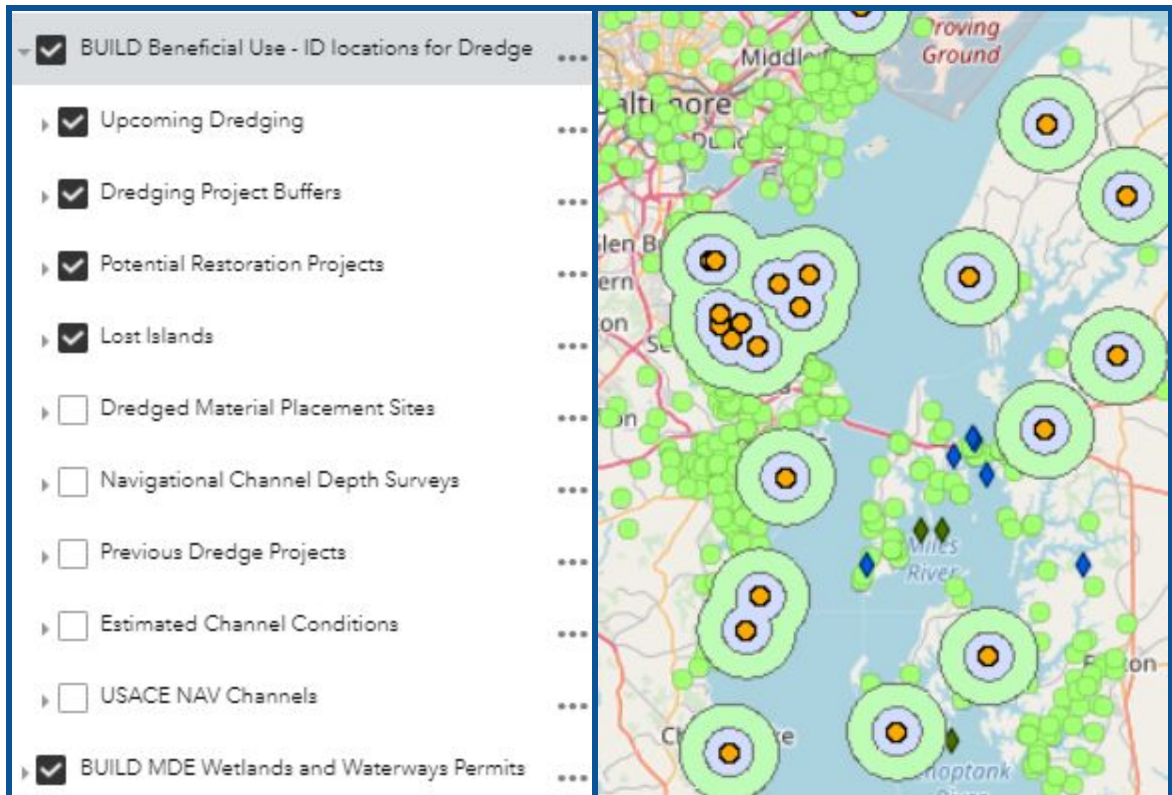 BUILD Beneficial Use - ID locations for Dredge
Upcoming Dredging
Dredging Project Buffers
Potential Restoration Projects
Lost Islands
Dredged Material Placement Sites
Navigational Channel Depth Surveys
Previous Dredge Projects
Estimated Channel Conditions
USACE NAV Channels
BUILD MDE Wetlands and Waterways Permits
Proving
Ground
Miles
River